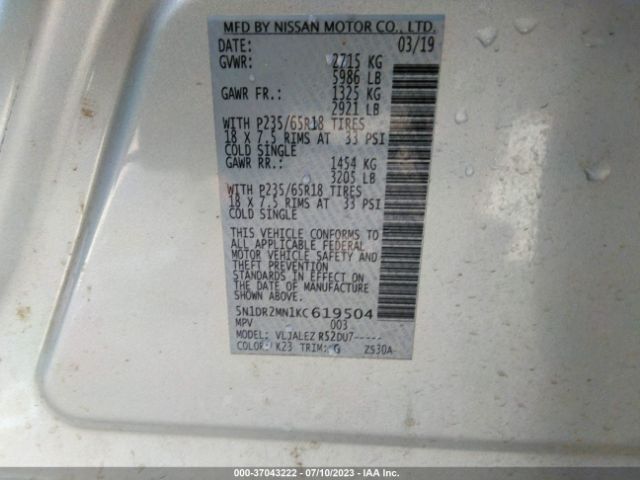 MFD BY NISSAN MOTOR CO., LTD.
DATE: 03/19
GVWR: 2715 KG
5986 LB
GAWR FR.: 1325 KG
2921 LB
WITH P235/65R18 TIRES
18 X 7.5 RIMS AT 33 PSI
COLD SINGLE
GAWR RR.: 1454 KG
3205 LB
WITH P235/65R18 TIRES
18 X 7.5 RIMS AT 33 PSI
COLD SINGLE
THIS VEHICLE CONFORMS TO
ALL APPLICABLE FEDERAL
MOTOR VEHICLE SAFETY AND
THEFT PREVENTION
STANDARDS IN EFFECT ON
THE DATE OF MANUFACTURE
SHOWN ABOVE
5N1DR2MN1KC619504
MPV 003
MODEL: VLJALEZ R52DU7-----
COLOR: K23 TRIM: G ZS30A
000-37043222 - 07/10/2023 - IAA Inc.